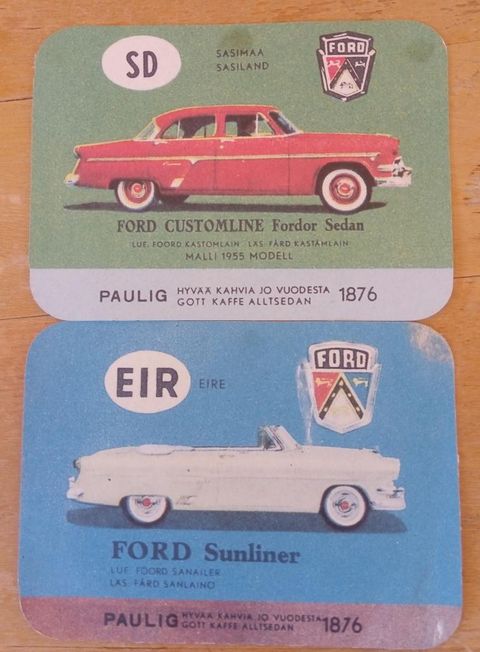 SD
SASIMAA
SASILAND
FORD
FORD CUSTOMLINE Fordor Sedan
LUE. FOORD KASTOMLAIN LÄS FÅRD KASTÅMLAIN
MALLI 1955 MODELL
PAULIG HYVÄÄ KAHVIA JO VUODESTA 1876
GOTT KAFFE ALLTSEDAN
EIR EIRE
FORD
FORD Sunliner
LUE FOORD SANAILER
LÄS FÅRD SANLAINO
PAULIG HYVÄÄ KAHVIA JO VUODESTA 1876
GOTT KAFFE ALLTSEDAN